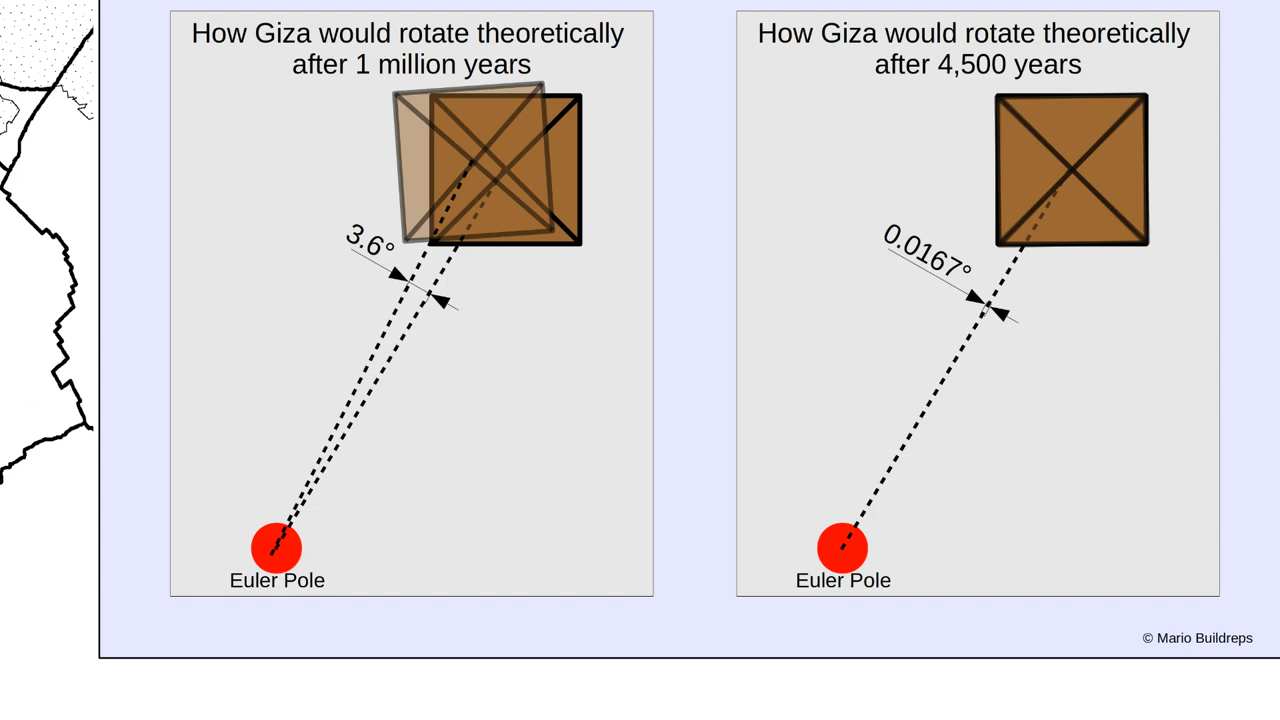 How Giza would rotate theoretically
after 1 million years
3.6°
Euler Pole
How Giza would rotate theoretically
after 4,500 years
0.0167°
Euler Pole
© Mario Buildreps